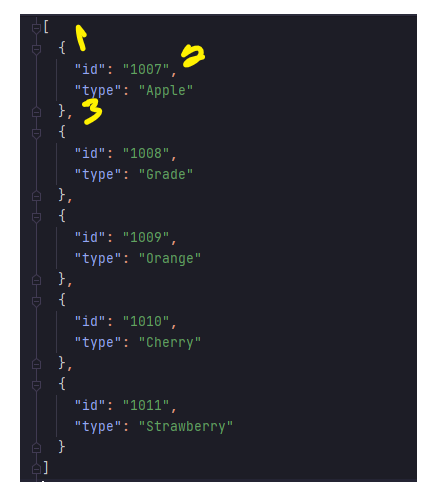 [ 1
{
"id": "1007", 2
"type": "Apple"
}, 3
{
"id": "1008",
"type": "Grade"
},
{
"id": "1009",
"type": "Orange"
},
{
"id": "1010",
"type": "Cherry"
},
{
"id": "1011",
"type": "Strawberry"
}
]